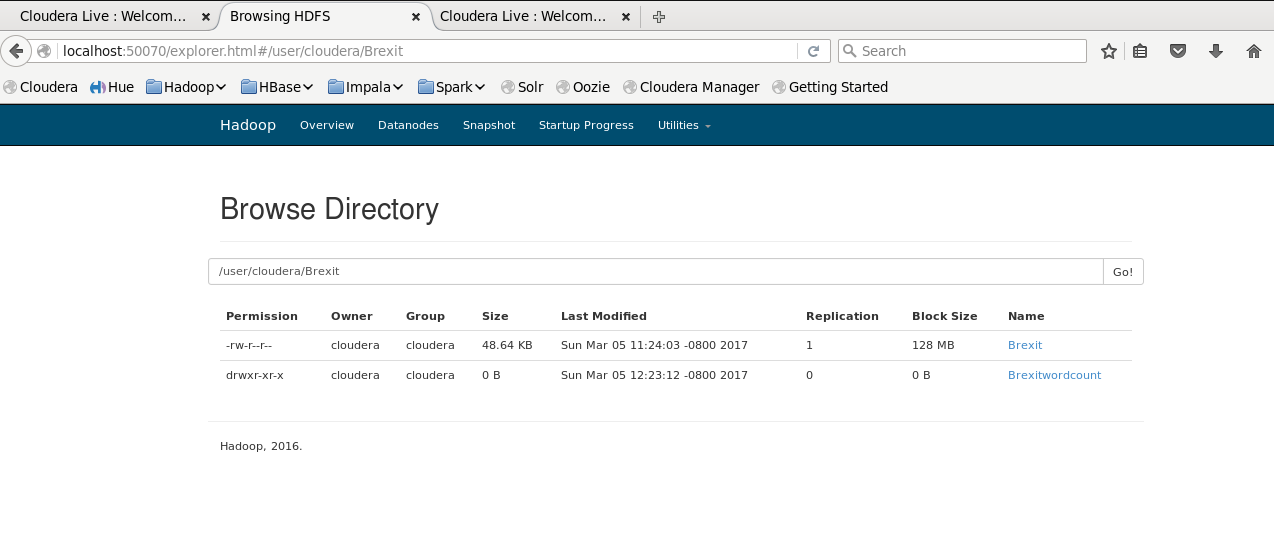 Cloudera Live : Welcom... Browsing HDFS Cloudera Live : Welcom...
localhost:50070/explorer.html#/user/cloudera/Brexit Search
Cloudera Hue Hadoop HBase Impala Spark Solr Oozie Cloudera Manager Getting Started
Hadoop Overview Datanodes Snapshot Startup Progress Utilities
Browse Directory
/user/cloudera/Brexit Go!
Permission Owner Group Size Last Modified Replication Block Size Name
-rw-r--r-- cloudera cloudera 48.64 KB Sun Mar 05 11:24:03 -0800 2017 1 128 MB Brexit
drwxr-xr-x cloudera cloudera 0 B Sun Mar 05 12:23:12 -0800 2017 0 0 B Brexitwordcount
Hadoop, 2016.